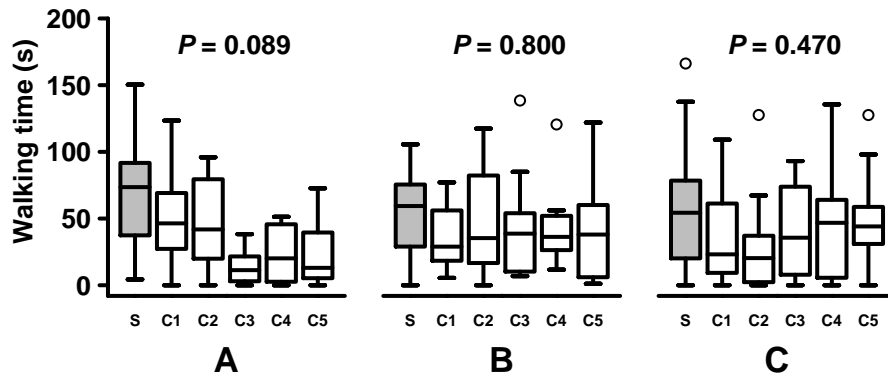 200
150
100
50
0
Walking time (s)
P = 0.089
P = 0.800
P = 0.470
S C1 C2 C3 C4 C5
S C1 C2 C3 C4 C5
S C1 C2 C3 C4 C5
A
B
C